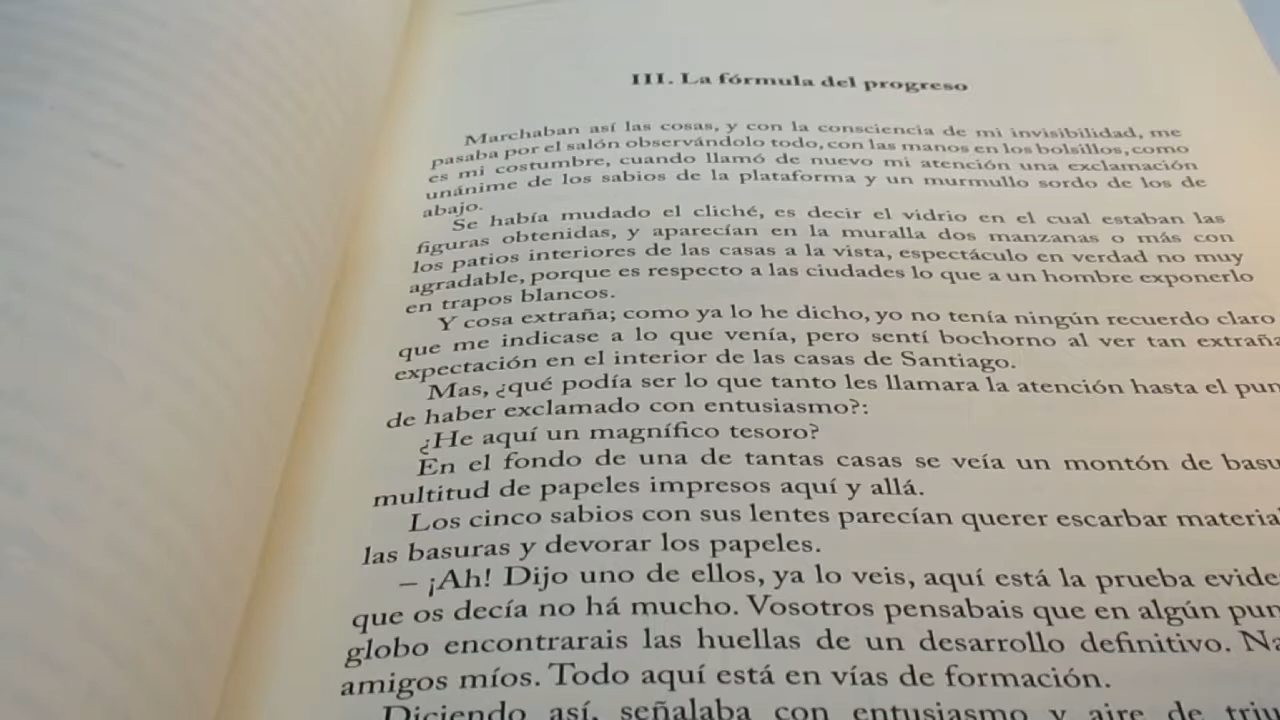 III. La fórmula del progreso
Marchaban así las cosas, y con la consciencia de mi invisibilidad, me
pasaba por el salón observándolo todo, con las manos en los bolsillos, como
es mi costumbre, cuando llamó de nuevo mi atención una exclamación
unánime de los sabios de la plataforma y un murmullo sordo de los de
abajo.
Se había mudado el cliché, es decir el vidrio en el cual estaban las
figuras obtenidas, y aparecían en la muralla dos manzanas o más con
los patios interiores de las casas a la vista, espectáculo en verdad no muy
agradable, porque es respecto a las ciudades lo que a un hombre exponerlo
en trapos blancos.
Y cosa extraña; como ya lo he dicho, yo no tenía ningún recuerdo claro
que me indicase a lo que venía, pero sentí bochorno al ver tan extraña
expectación en el interior de las casas de Santiago.
Mas, ¿qué podía ser lo que tanto les llamara la atención hasta el
de haber exclamado con entusiasmo?:
¿He aquí un magnífico tesoro?
En el fondo de una de tantas casas se veía un montón de
multitud de papeles impresos aquí y allá.
Los cinco sabios con sus lentes parecían querer escarbar
las basuras y devorar los papeles.
– ¡Ah! Dijo uno de ellos, ya lo veis, aquí está la prueba
que os decía no há mucho. Vosotros pensabais que en algún
globo encontrarais las huellas de un desarrollo definitivo.
amigos míos. Todo aquí está en vías de formación.
Diciendo así, señalaba con entusiasmo y aire de